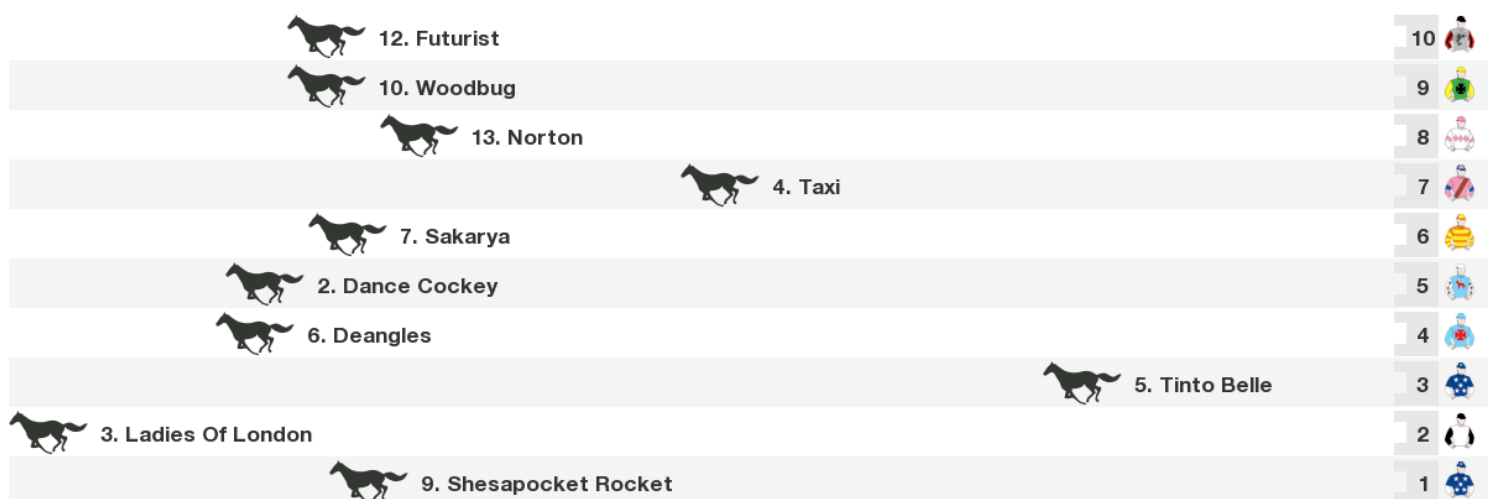 12. Futurist 10
10. Woodbug 9
13. Norton 8
4. Taxi 7
7. Sakarya 6
2. Dance Cockey 5
6. Deangles 4
5. Tinto Belle 3
3. Ladies Of London 2
9. Shesapocket Rocket 1